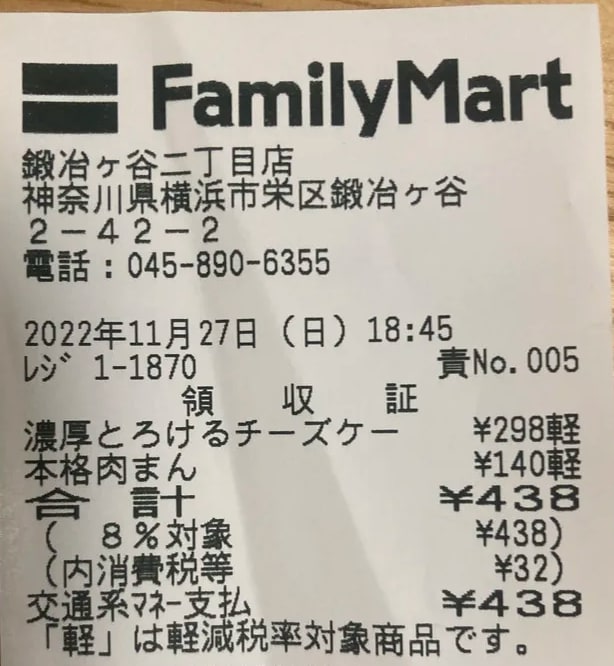 FamilyMart
鍛冶ヶ谷二丁目店
神奈川県横浜市栄区鍛冶ヶ谷
2-42-2
電話:045-890-6355
2022年11月27日(日)18:45
レジ 1-1870 責No.005
領 収 証
濃厚とろけるチーズケー ¥298軽
本格肉まん ¥140軽
合 計 ¥438
( 8%対象 ¥438)
(内消費税等 ¥32)
交通系マネー支払 ¥438
「軽」は軽減税率対象商品です。